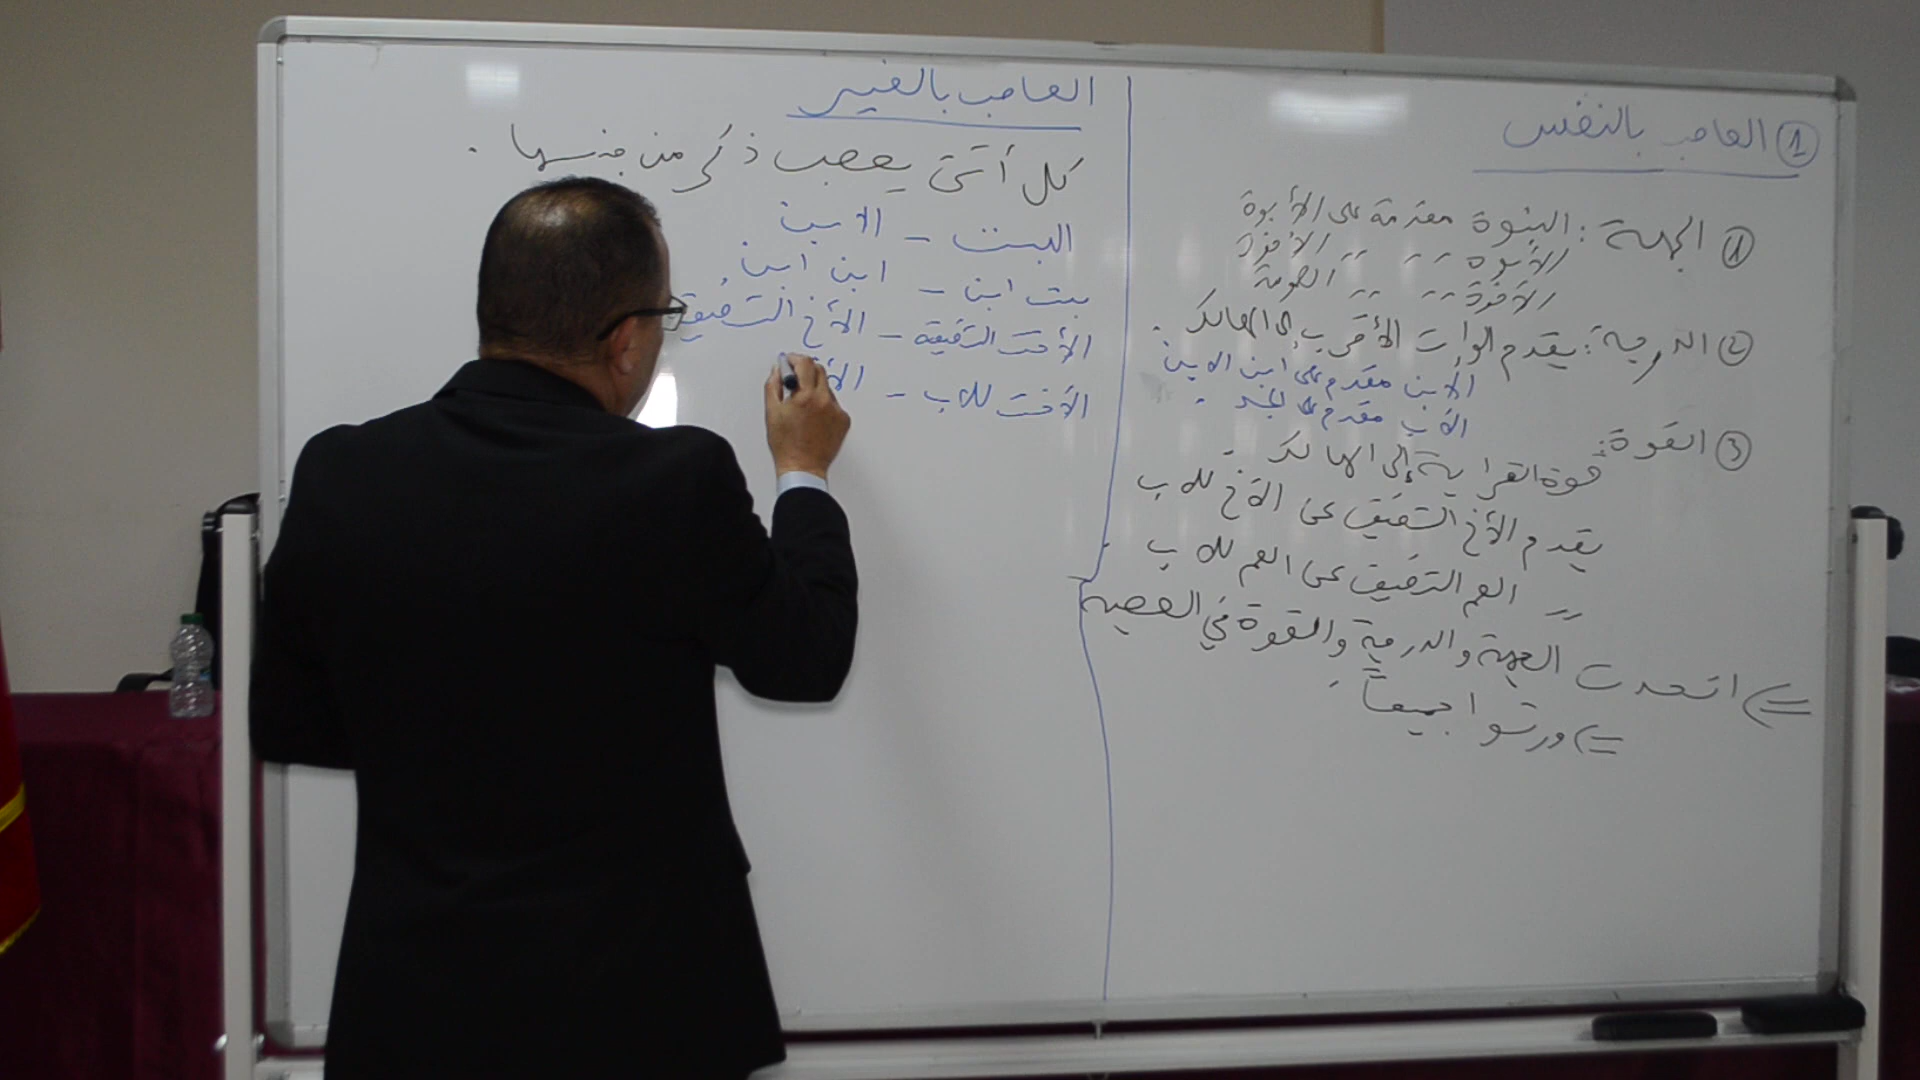 ① العاصب بالنفس
① الجهة : البنوة مقدمة على الأبوة
الأبوة -- -- الأخوة
الأخوة -- -- العمومة
② الدرجة : يقدم الوارث الأقرب إلى الهالك .
الابن مقدم على ابن الابن
الأب مقدم على الجد .
③ القوة :
قوة القرابة إلى الهالك .
يقدم الأخ الشقيق على الأخ للأب
-- العم الشقيق على العم للأب .
<= اتحدت الجهة والدرجة والقوة في العصبة
<= ورثوا جميعاً .
العاصب بالغير
كل أنثى يعصب ذكر من جنسها .
البنت - الابن
بنت ابن - ابن ابن .
الأخت الشقيقة - الأخ الشقيق
الأخت للأب -